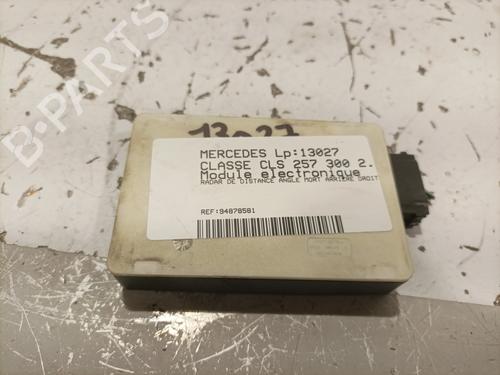 B-PARTS
13027
MERCEDES Lp:13027
CLASSE CLS 257 300 2.
Module electronique
RADAR DE DISTANCE ANGLE MORT ARRIERE DROIT
REF:94878581